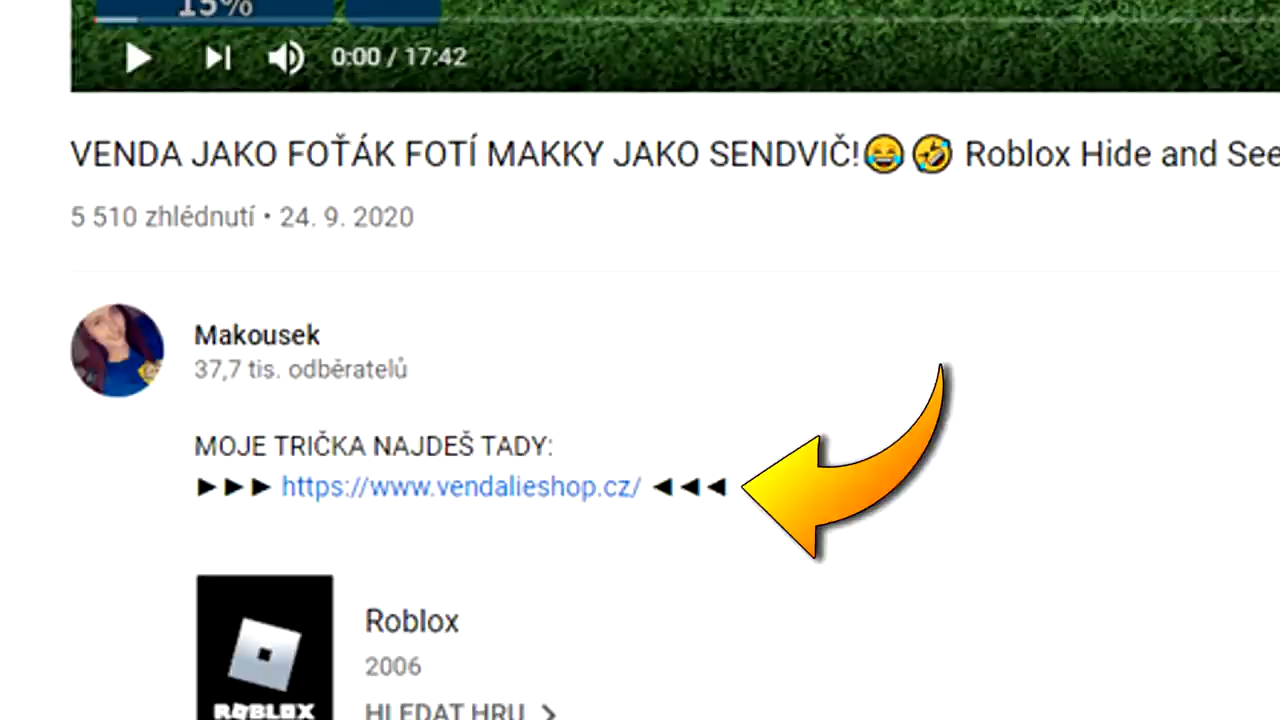 15%
0:00 / 17:42
VENDA JAKO FOŤÁK FOTÍ MAKKY JAKO SENDVIČ!😂🤣 Roblox Hide and See
5 510 zhlédnutí • 24. 9. 2020
Makousek
37,7 tis. odběratelů
MOJE TRIČKA NAJDEŠ TADY:
►►► https://www.vendalieshop.cz/ ◄◄◄
Roblox
2006
ROBLOX
HLEDAT HRU >